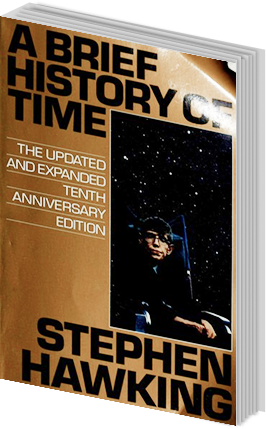 A BRIEF
HISTORY OF
TIME
THE UPDATED
AND EXPANDED
TENTH
ANNIVERSARY
EDITION
STEPHEN
HAWKING